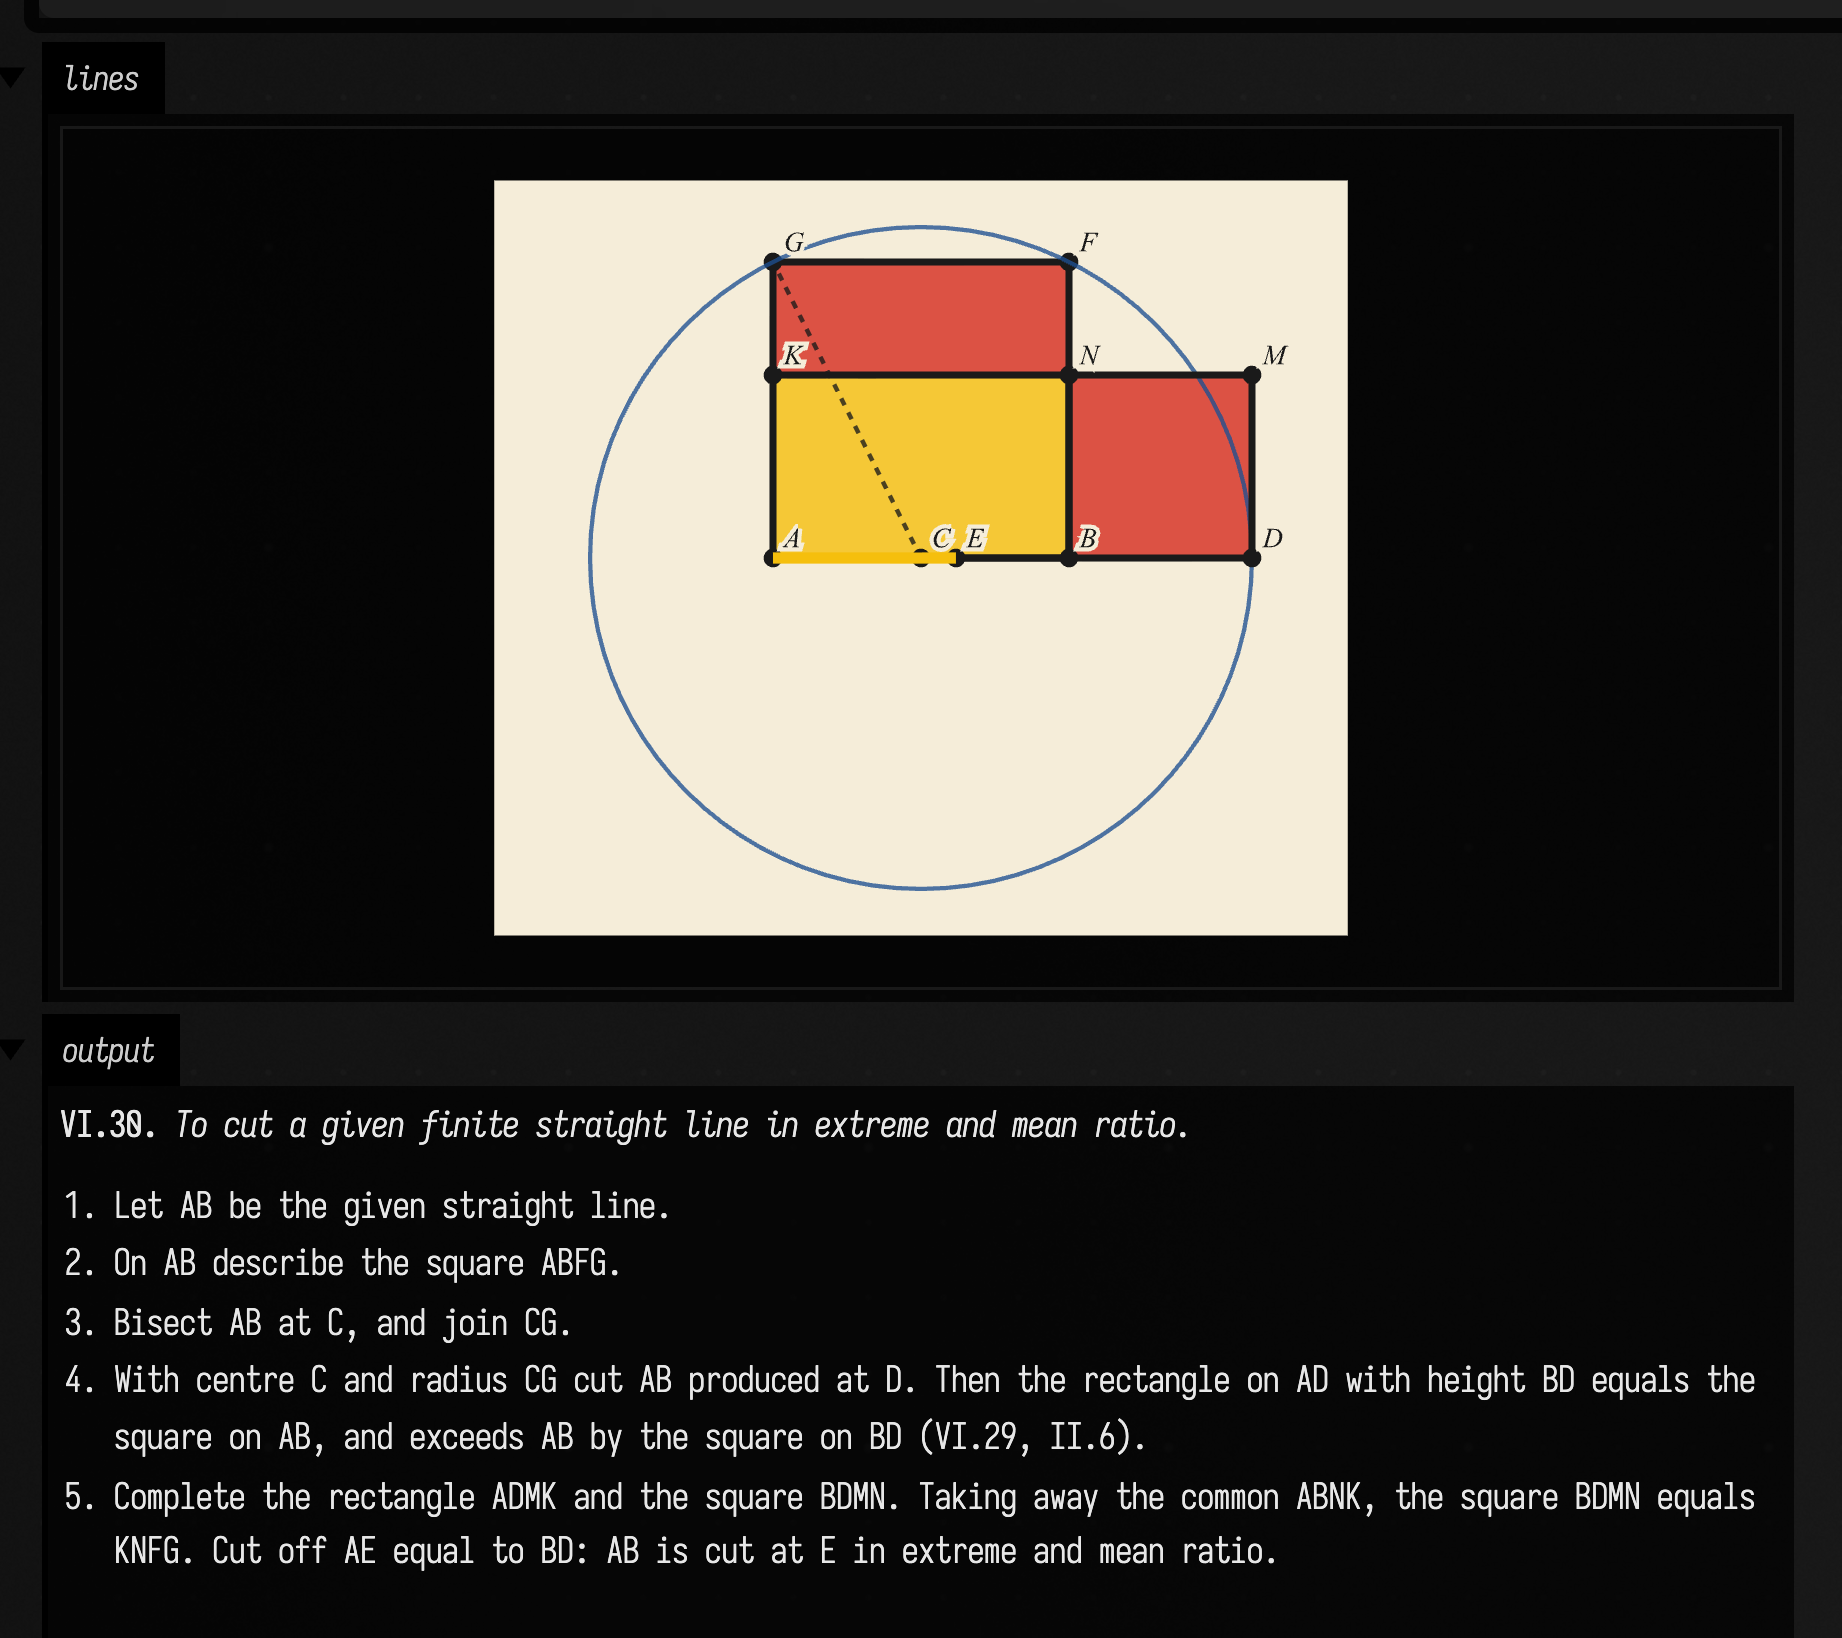 lines
G F
K N M
A C E B D
output
VI.30. To cut a given finite straight line in extreme and mean ratio.
1. Let AB be the given straight line.
2. On AB describe the square ABFG.
3. Bisect AB at C, and join CG.
4. With centre C and radius CG cut AB produced at D. Then the rectangle on AD with height BD equals the
square on AB, and exceeds AB by the square on BD (VI.29, II.6).
5. Complete the rectangle ADMK and the square BDMN. Taking away the common ABNK, the square BDMN equals
KNFG. Cut off AE equal to BD: AB is cut at E in extreme and mean ratio.